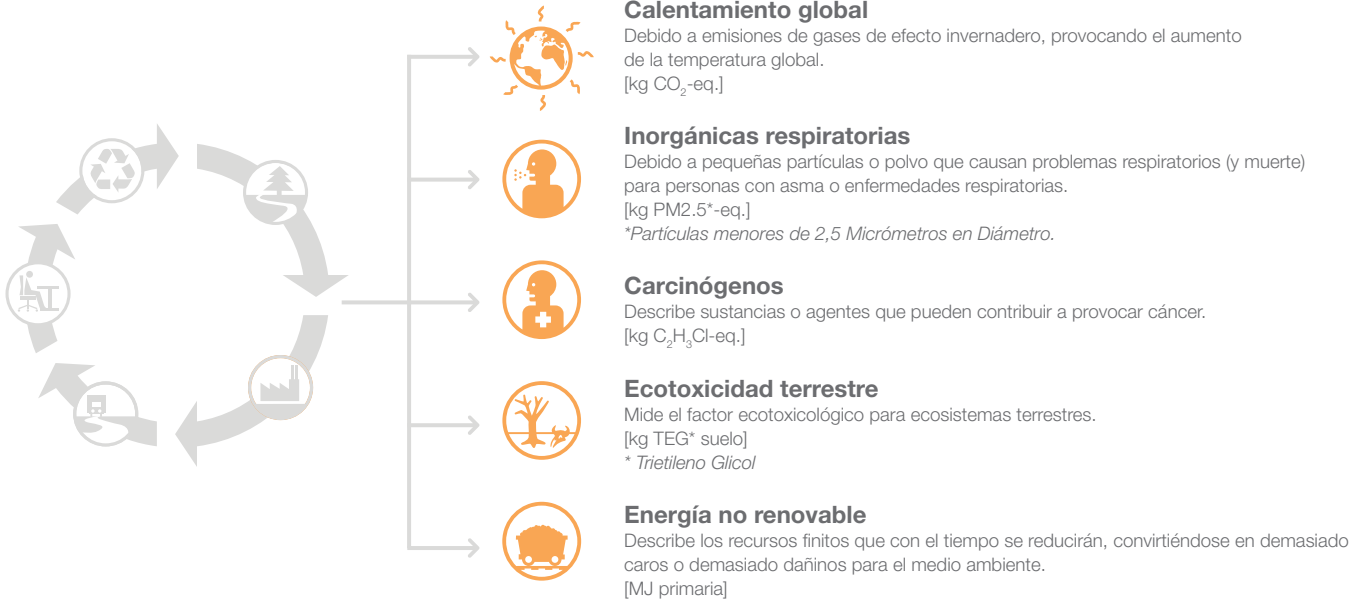 Calentamiento global
Debido a emisiones de gases de efecto invernadero, provocando el aumento
de la temperatura global.
[kg CO₂-eq.]
Inorgánicas respiratorias
Debido a pequeñas partículas o polvo que causan problemas respiratorios (y muerte)
para personas con asma o enfermedades respiratorias.
[kg PM2.5*-eq.]
*Partículas menores de 2,5 Micrómetros en Diámetro.
Carcinógenos
Describe sustancias o agentes que pueden contribuir a provocar cáncer.
[kg C₂H₃Cl-eq.]
Ecotoxicidad terrestre
Mide el factor ecotoxicológico para ecosistemas terrestres.
[kg TEG* suelo]
* Trietileno Glicol
Energía no renovable
Describe los recursos finitos que con el tiempo se reducirán, convirtiéndose en demasiado
caros o demasiado dañinos para el medio ambiente.
[MJ primaria]